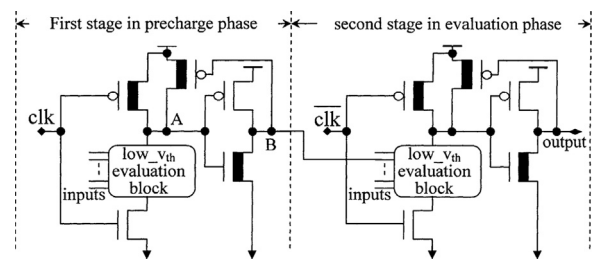 First stage in precharge phase
second stage in evaluation phase
clk
A
B
low_vth
evaluation
block
inputs
clk
low_vth
evaluation
block
inputs
output